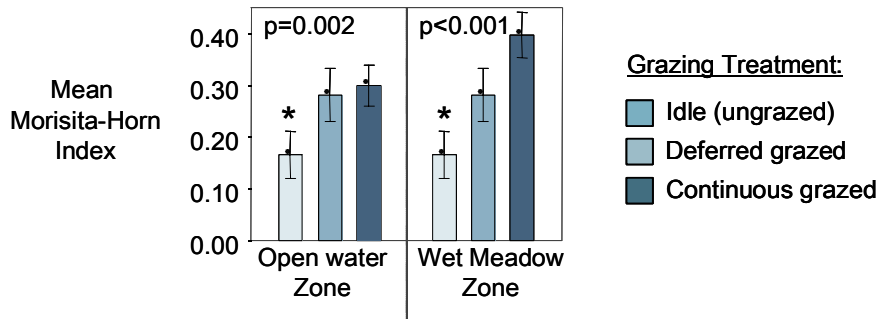 Mean
Morisita-Horn
Index
0.40
0.30
0.20
0.10
0.00
p=0.002
*
Open water
Zone
p<0.001
*
Wet Meadow
Zone
Grazing Treatment:
Idle (ungrazed)
Deferred grazed
Continuous grazed